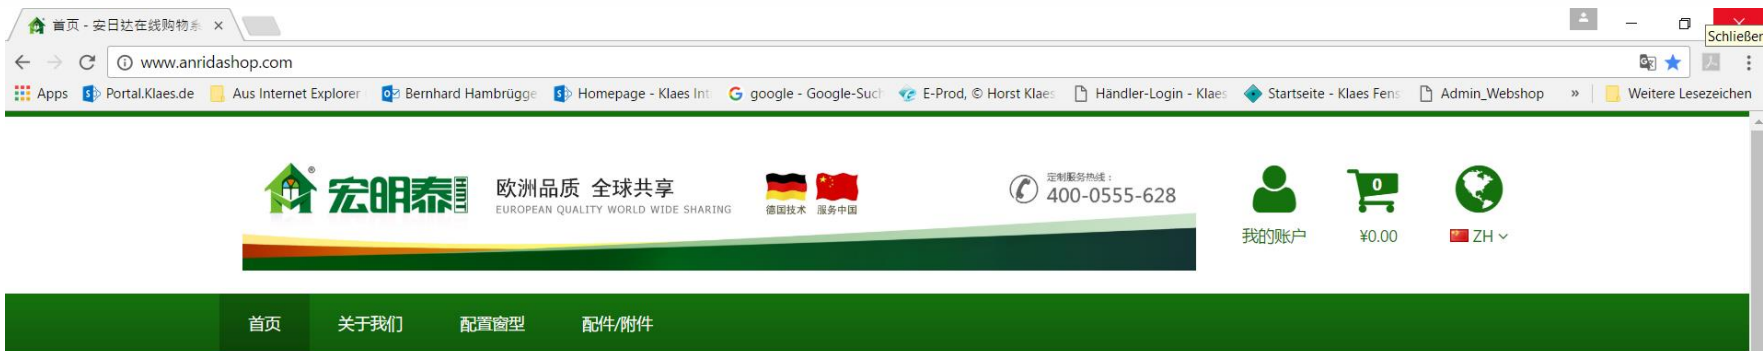 首页 - 安日达在线购物系
Schließen
www.anridashop.com
Apps Portal.Klaes.de Aus Internet Explorer Bernhard Hambrügge Homepage - Klaes Int google - Google-Such E-Prod, © Horst Klaes Händler-Login - Klaes Startseite - Klaes Fens Admin_Webshop » Weitere Lesezeichen
宏明泰 HMT ®
欧洲品质 全球共享
EUROPEAN QUALITY WORLD WIDE SHARING
德国技术 服务中国
定制服务热线：
400-0555-628
我的账户
0
¥0.00
ZH
首页 关于我们 配置窗型 配件/附件